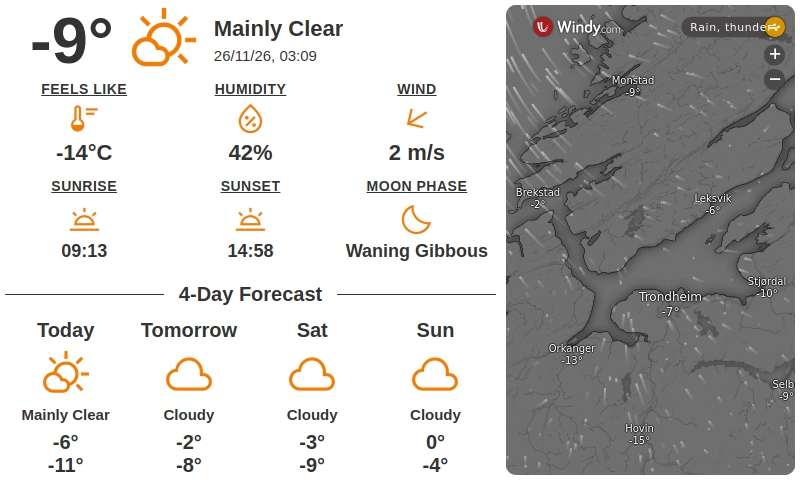 -9°
Mainly Clear
26/11/26, 03:09
FEELS LIKE
HUMIDITY
WIND
-14°C
42%
2 m/s
SUNRISE
SUNSET
MOON PHASE
09:13
14:58
Waning Gibbous
4-Day Forecast
Today
Tomorrow
Sat
Sun
Mainly Clear
Cloudy
Cloudy
Cloudy
-6°
-2°
-3°
0°
-11°
-8°
-9°
-4°
Windy.com
Rain, thunde
+
−
Monstad
-9°
Brekstad
-2°
Leksvik
-6°
Stjørdal
-10°
Trondheim
-7°
Orkanger
-13°
Selb
-9°
Hovin
-15°